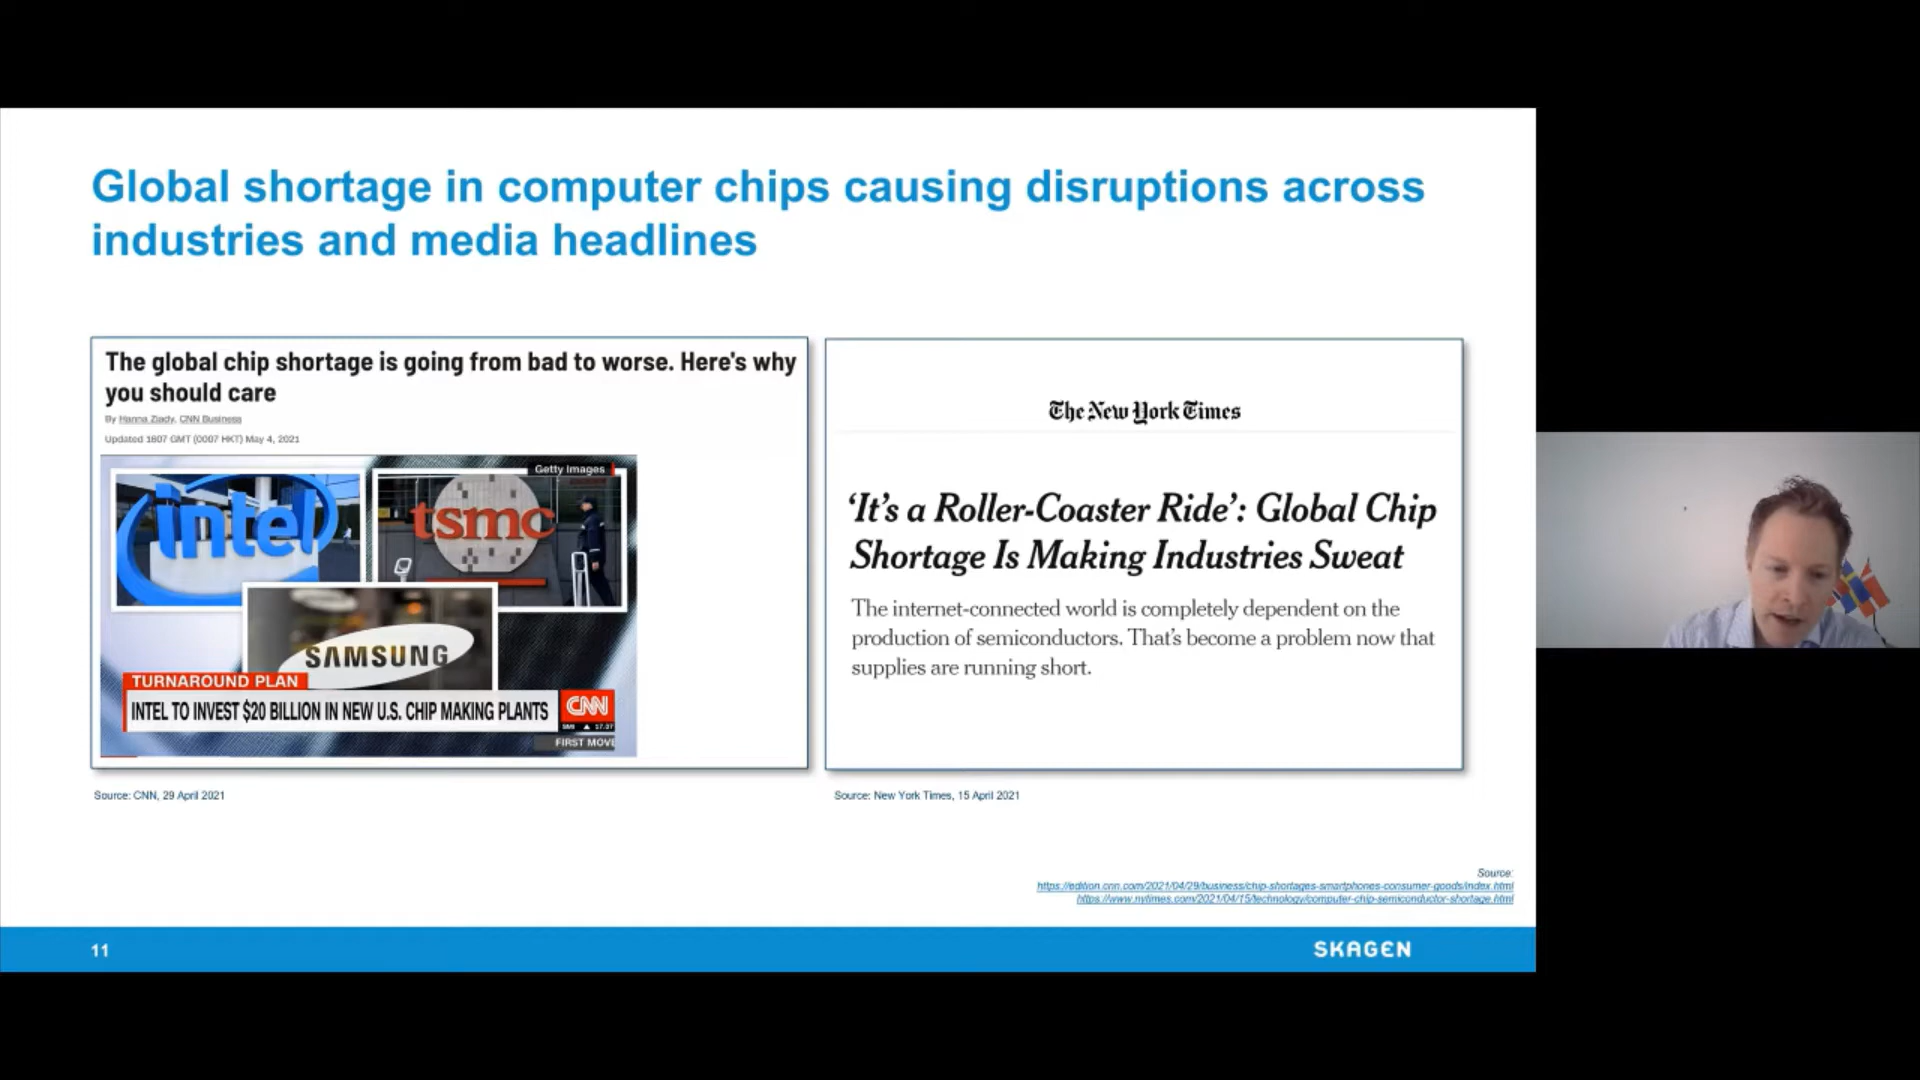 Global shortage in computer chips causing disruptions across
industries and media headlines
The global chip shortage is going from bad to worse. Here's why
you should care
By Hanna Ziady, CNN Business
Updated 1607 GMT (0007 HKT) May 4, 2021
Getty Images
intel
tsmc
SAMSUNG
TURNAROUND PLAN
INTEL TO INVEST $20 BILLION IN NEW U.S. CHIP MAKING PLANTS
CNN
SMI ▲ 17.37
FIRST MOVE
Source: CNN, 29 April 2021
The New York Times
‘It’s a Roller-Coaster Ride’: Global Chip
Shortage Is Making Industries Sweat
The internet-connected world is completely dependent on the
production of semiconductors. That’s become a problem now that
supplies are running short.
Source: New York Times, 15 April 2021
Source:
https://edition.cnn.com/2021/04/29/business/chip-shortages-smartphones-consumer-goods/index.html
https://www.nytimes.com/2021/04/15/technology/computer-chip-semiconductor-shortage.html
11
SKAGEN